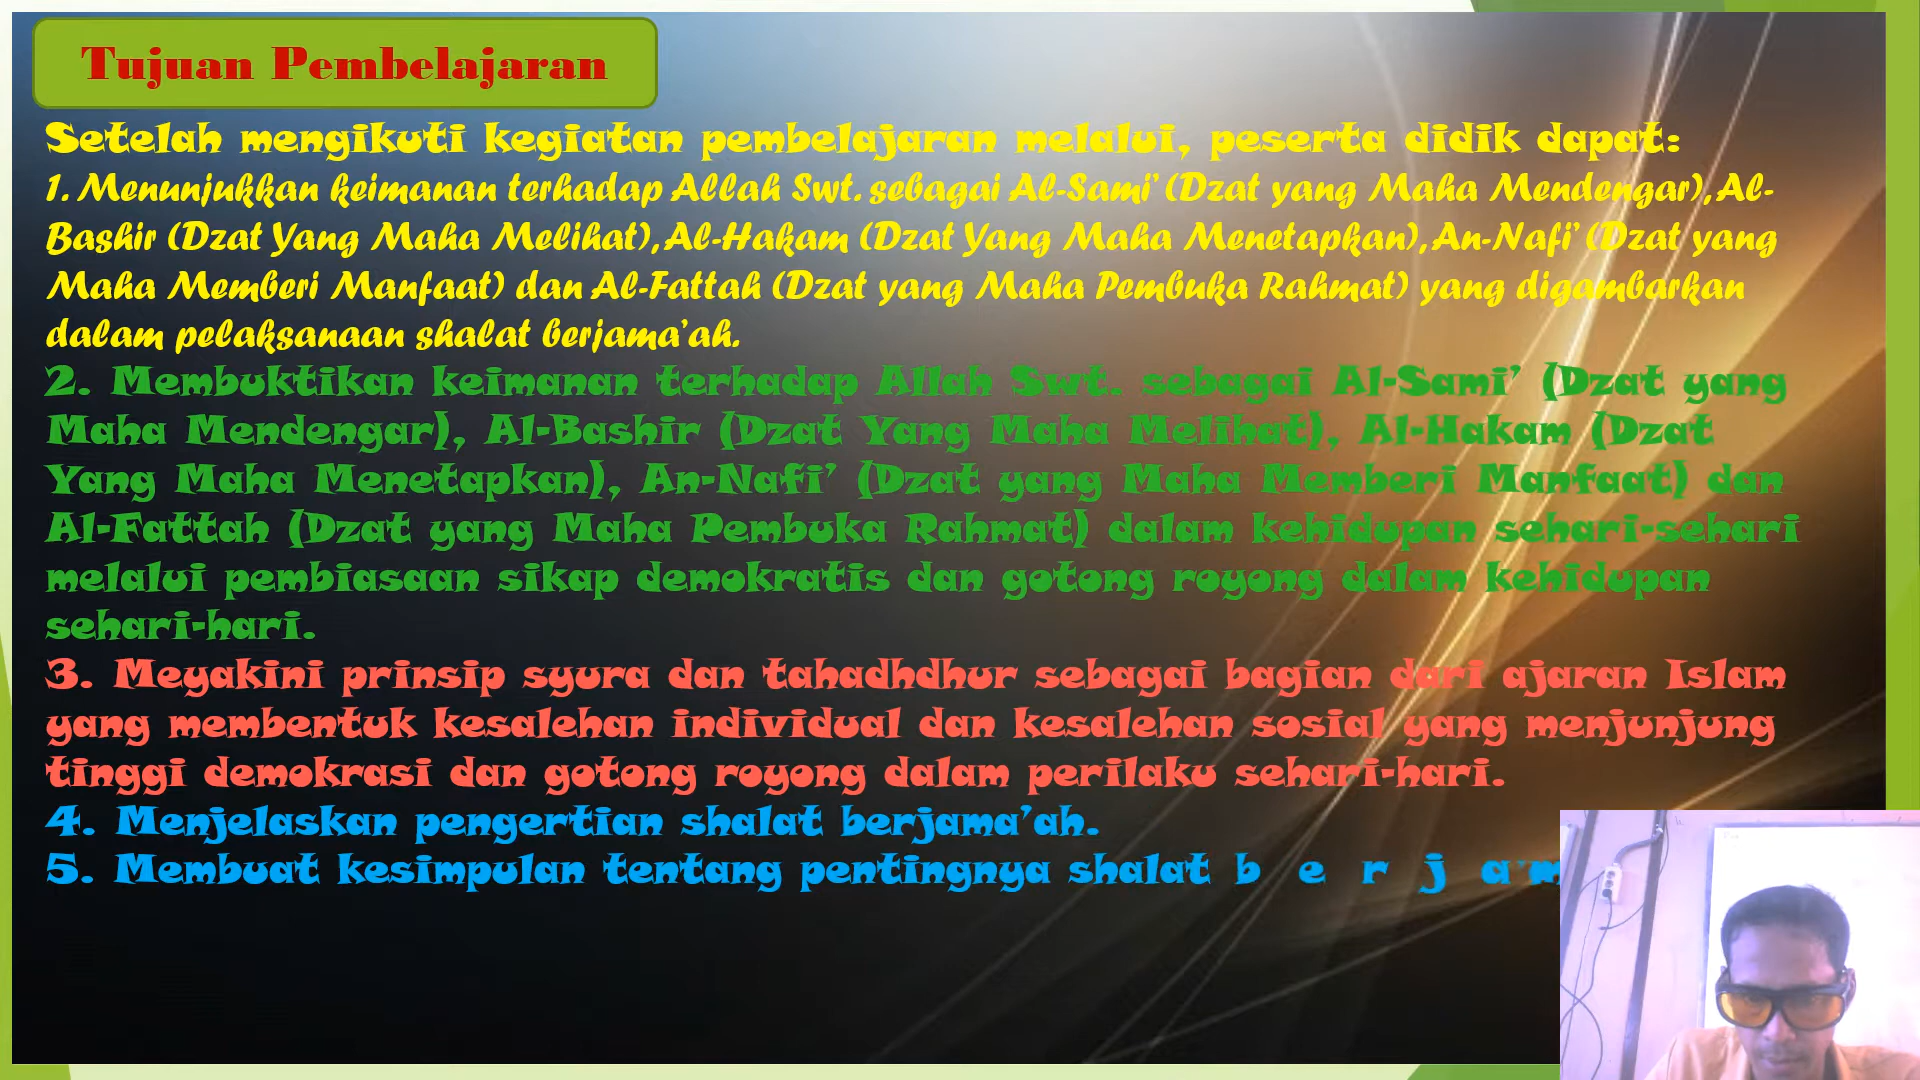 Tujuan Pembelajaran
Setelah mengikuti kegiatan pembelajaran melalui, peserta didik dapat:
1. Menunjukkan keimanan terhadap Allah Swt. sebagai Al-Sami’ (Dzat yang Maha Mendengar), Al-
Bashir (Dzat Yang Maha Melihat), Al-Hakam (Dzat Yang Maha Menetapkan), An-Nafi’ (Dzat yang
Maha Memberi Manfaat) dan Al-Fattah (Dzat yang Maha Pembuka Rahmat) yang digambarkan
dalam pelaksanaan shalat berjama’ah.
2. Membuktikan keimanan terhadap Allah Swt. sebagai Al-Sami’ (Dzat yang
Maha Mendengar), Al-Bashir (Dzat Yang Maha Melihat), Al-Hakam (Dzat
Yang Maha Menetapkan), An-Nafi’ (Dzat yang Maha Memberi Manfaat) dan
Al-Fattah (Dzat yang Maha Pembuka Rahmat) dalam kehidupan sehari-sehari
melalui pembiasaan sikap demokratis dan gotong royong dalam kehidupan
sehari-hari.
3. Meyakini prinsip syura dan tahadhdhur sebagai bagian dari ajaran Islam
yang membentuk kesalehan individual dan kesalehan sosial yang menjunjung
tinggi demokrasi dan gotong royong dalam perilaku sehari-hari.
4. Menjelaskan pengertian shalat berjama’ah.
5. Membuat kesimpulan tentang pentingnya shalat b e r j a’m